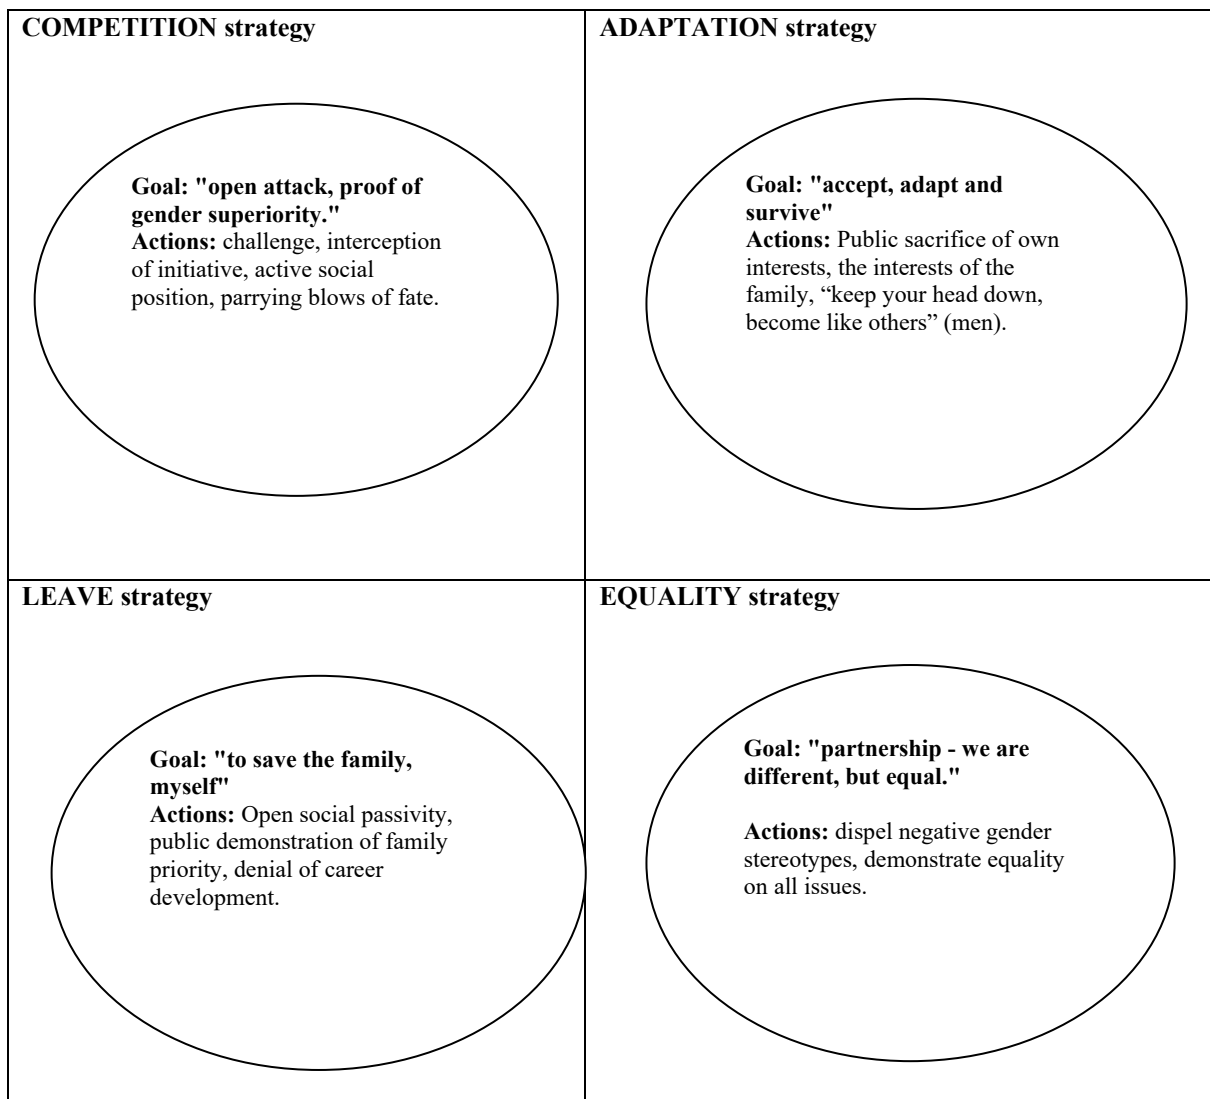 COMPETITION strategy
Goal: "open attack, proof of
gender superiority."
Actions: challenge, interception
of initiative, active social
position, parrying blows of fate.
ADAPTATION strategy
Goal: "accept, adapt and
survive"
Actions: Public sacrifice of own
interests, the interests of the
family, “keep your head down,
become like others” (men).
LEAVE strategy
Goal: "to save the family,
myself"
Actions: Open social passivity,
public demonstration of family
priority, denial of career
development.
EQUALITY strategy
Goal: "partnership - we are
different, but equal."
Actions: dispel negative gender
stereotypes, demonstrate equality
on all issues.